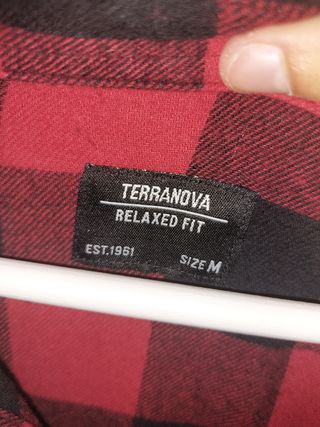 TERRANOVA
RELAXED FIT
EST.1961 SIZE M